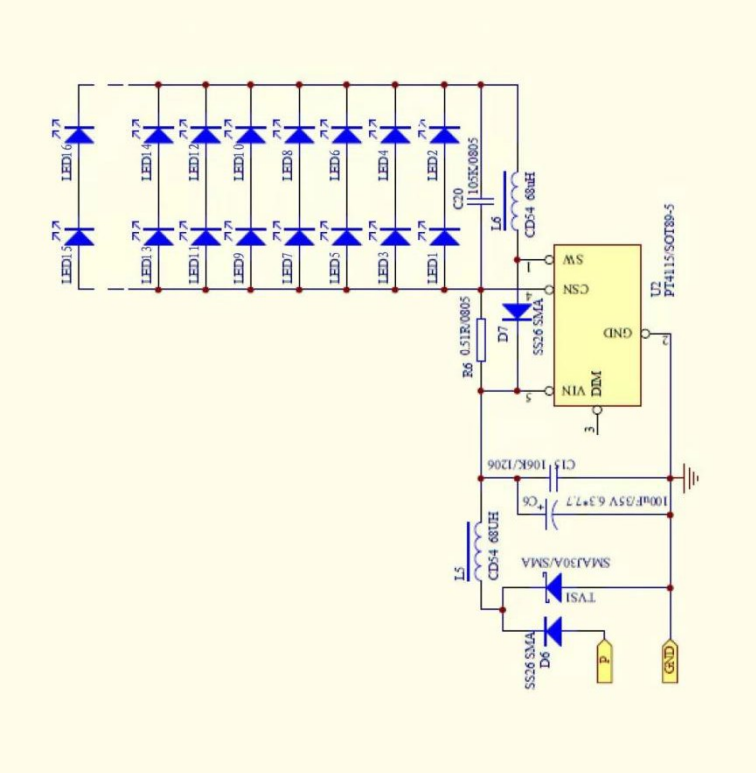 LED16
LED14
LED12
LED10
LED8
LED6
LED4
LED2
C20
105K/0805
L6
CD54 68uH
LED15
LED13
LED11
LED9
LED7
LED5
LED3
LED1
1
SW
4
CSN
GND
2
5
VIN
DIM
3
U2
PT4115/SOT89-5
R6 0.51R/0805
D7
SS26 SMA
C15 106K/1206
C6
+
100uF/35V 6.3*7.7
L5
CD54 68UH
SMAJ30A/SMA
TVS1
SS26 SMA
D6
P
GND